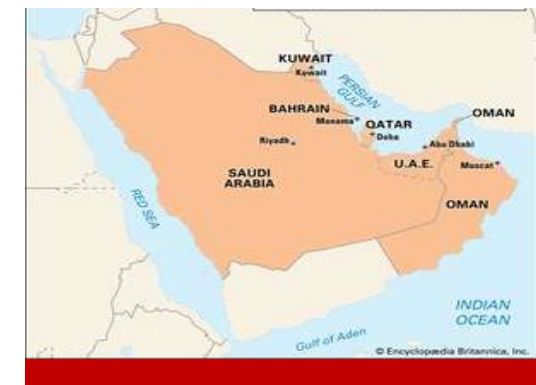 KUWAIT
Kuwait
PERSIAN
GULF
BAHRAIN
Manama
QATAR
Doha
OMAN
Riyadh
Abu Dhabi
U.A.E.
Muscat
SAUDI
ARABIA
OMAN
RED SEA
INDIAN
OCEAN
Gulf of Aden
© Encyclopædia Britannica, Inc.